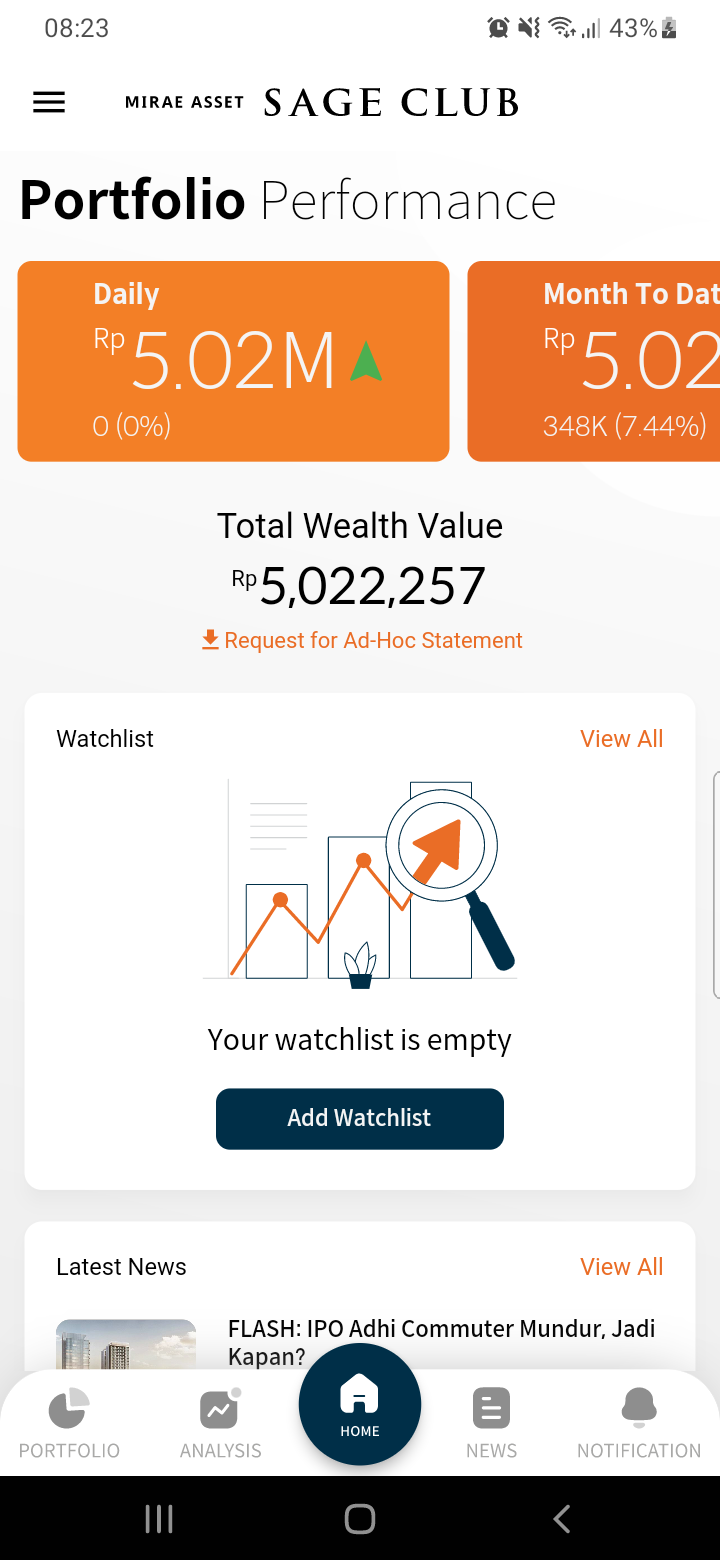 08:23 43%
MIRAE ASSET SAGE CLUB
Portfolio Performance
Daily
Rp 5.02M
0 (0%)
Month To Dat
Rp 5.02
348K (7.44%)
Total Wealth Value
Rp 5,022,257
Request for Ad-Hoc Statement
Watchlist View All
Your watchlist is empty
Add Watchlist
Latest News View All
FLASH: IPO Adhi Commuter Mundur, Jadi
Kapan?
PORTFOLIO ANALYSIS HOME NEWS NOTIFICATION